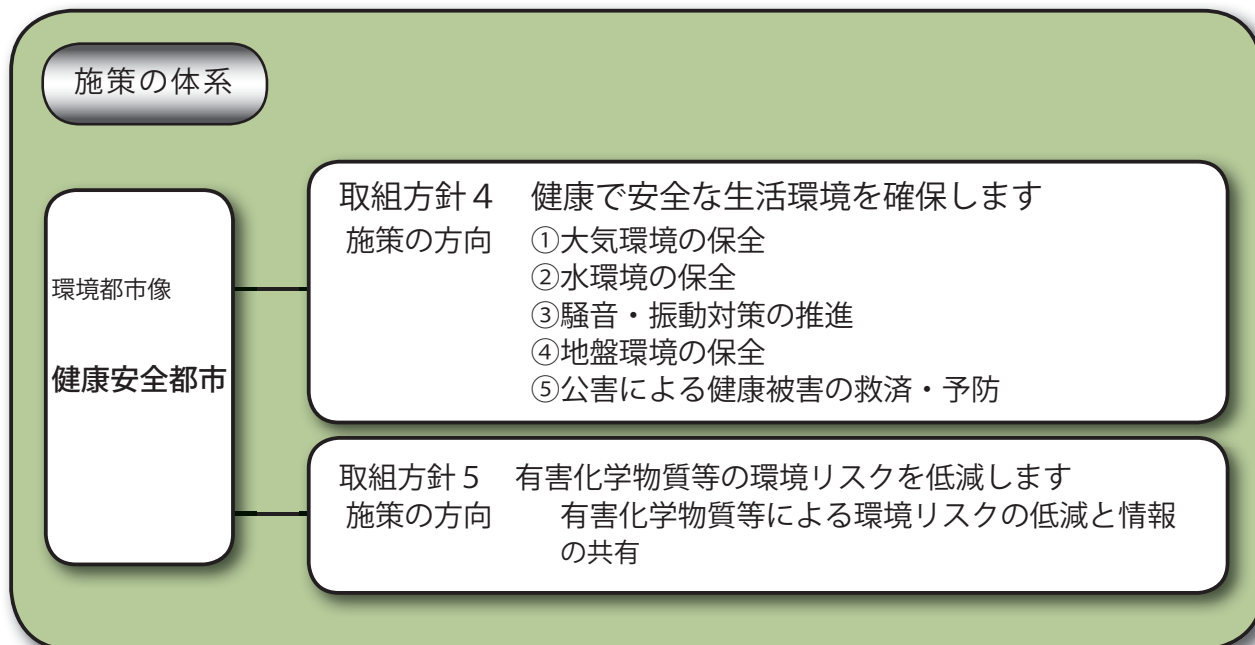 施策の体系
環境都市像
健康安全都市
取組方針４　健康で安全な生活環境を確保します
施策の方向　①大気環境の保全
②水環境の保全
③騒音・振動対策の推進
④地盤環境の保全
⑤公害による健康被害の救済・予防
取組方針５　有害化学物質等の環境リスクを低減します
施策の方向　有害化学物質等による環境リスクの低減と情報
の共有